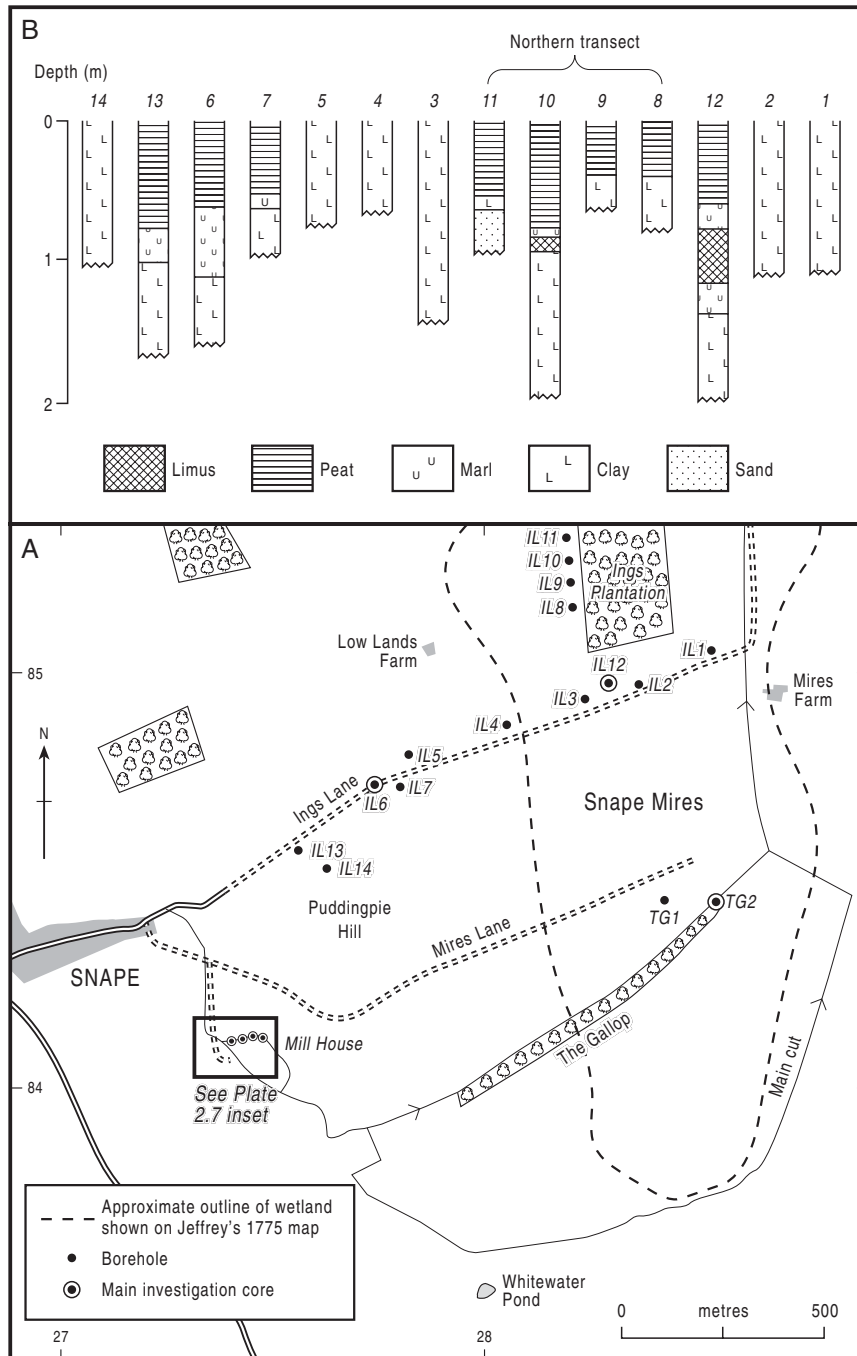 B
Northern transect
Depth (m)
14 13 6 7 5 4 3 11 10 9 8 12 2 1
0
1
2
Limus
Peat
Marl
Clay
Sand
A
IL11
IL10
IL9
IL8
Ings
Plantation
Low Lands
Farm
IL1
85
IL12
IL2
IL3
Mires
Farm
IL4
N
IL5
IL7
IL6
Ings Lane
Snape Mires
IL13
IL14
Puddingpie
Hill
Mires Lane
TG1
TG2
SNAPE
The Gallop
Mill House
Main cut
84
See Plate
2.7 inset
Approximate outline of wetland
shown on Jeffrey's 1775 map
Borehole
Main investigation core
Whitewater
Pond
0 metres 500
27
28